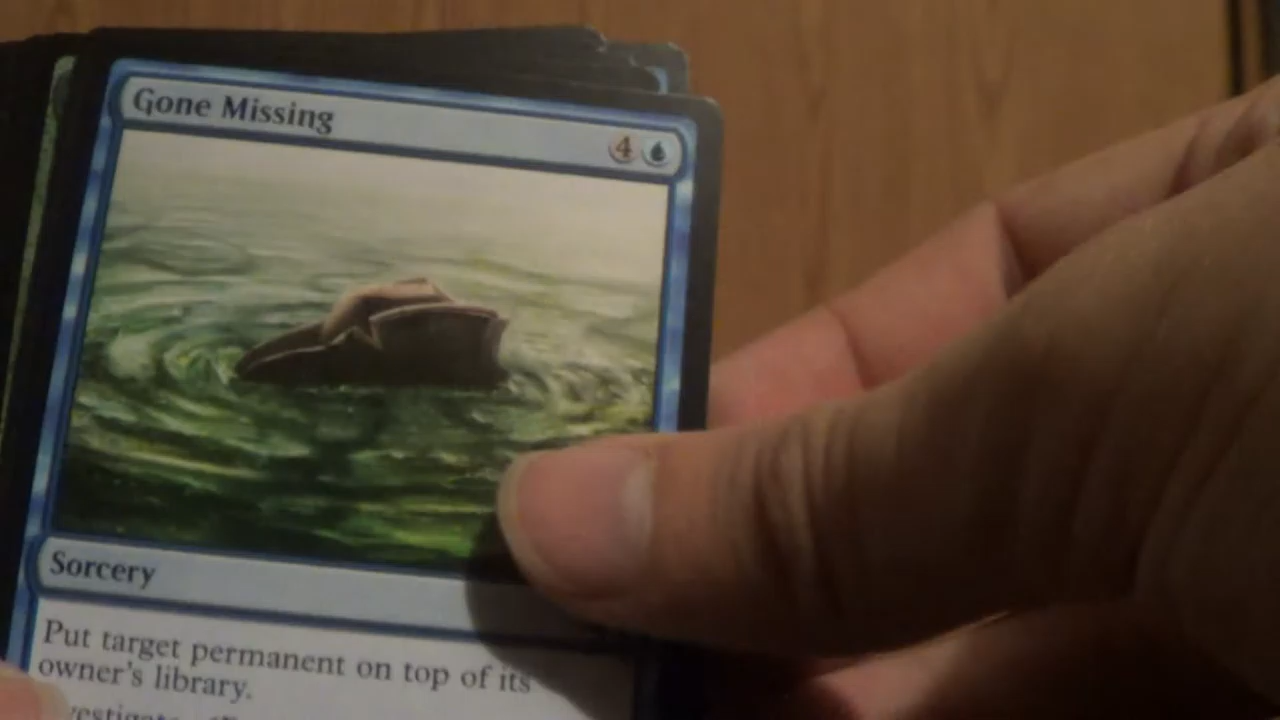 Gone Missing
4
Sorcery
Put target permanent on top of its
owner's library.